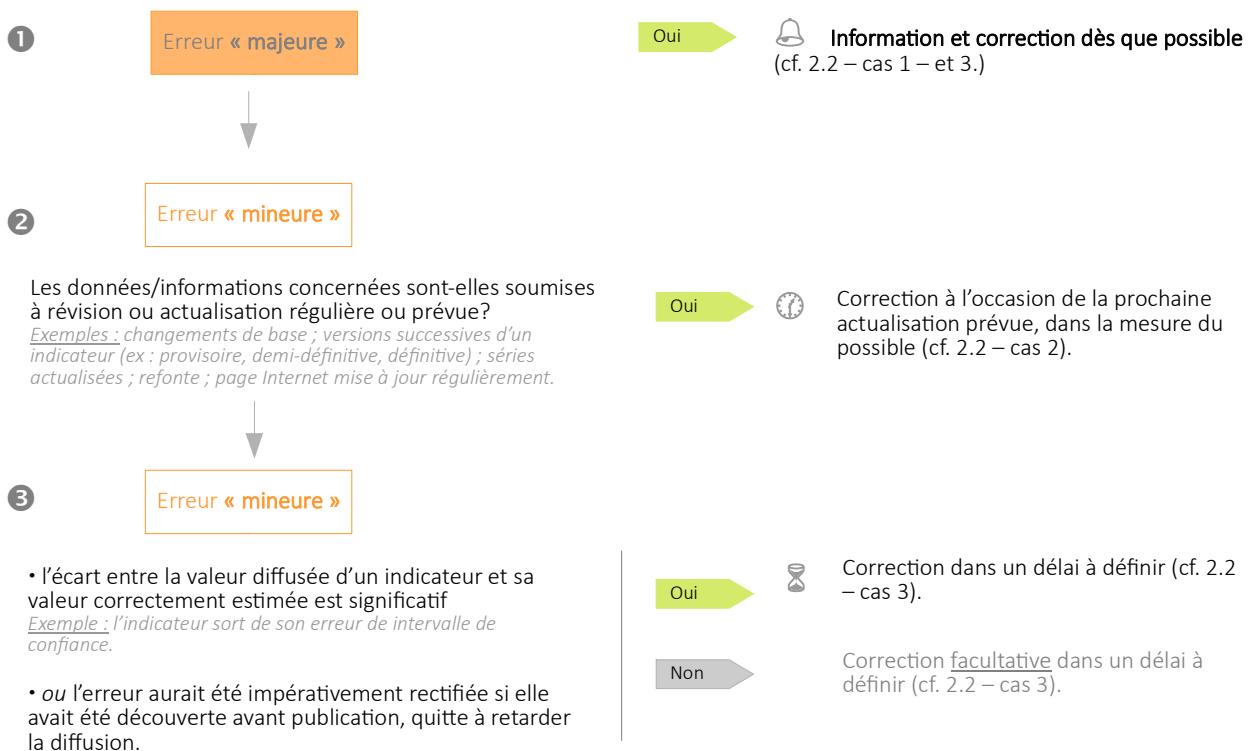 ❶
Erreur « majeure »
Oui
Information et correction dès que possible
(cf. 2.2 – cas 1 – et 3.)
❷
Erreur « mineure »
Les données/informations concernées sont-elles soumises
à révision ou actualisation régulière ou prévue?
Exemples : changements de base ; versions successives d’un
indicateur (ex : provisoire, demi-définitive, définitive) ; séries
actualisées ; refonte ; page Internet mise à jour régulièrement.
Oui
Correction à l’occasion de la prochaine
actualisation prévue, dans la mesure du
possible (cf. 2.2 – cas 2).
❸
Erreur « mineure »
• l’écart entre la valeur diffusée d’un indicateur et sa
valeur correctement estimée est significatif
Exemple : l’indicateur sort de son erreur de intervalle de
confiance.
• ou l’erreur aurait été impérativement rectifiée si elle
avait été découverte avant publication, quitte à retarder
la diffusion.
Oui
Correction dans un délai à définir (cf. 2.2
– cas 3).
Non
Correction facultative dans un délai à
définir (cf. 2.2 – cas 3).